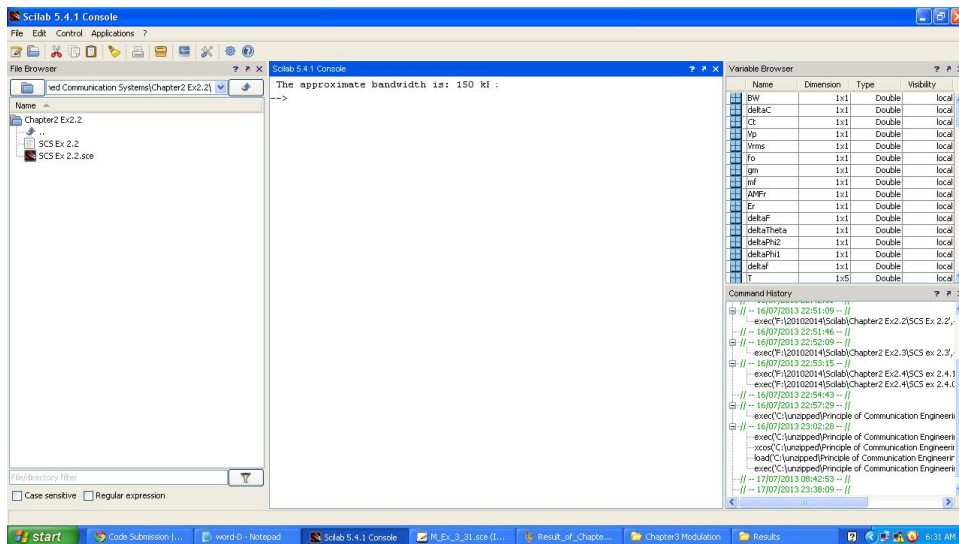 Scilab 5.4.1 Console
File Edit Control Applications ?
File Browser
ned Communication Systems\Chapter2 Ex2.2\
Name
Chapter2 Ex2.2
..
SCS Ex 2.2
SCS Ex 2.2.sce
File/directory filter
Case sensitive Regular expression
Scilab 5.4.1 Console
The approximate bandwidth is: 150 kH:
-->
Variable Browser
Name Dimension Type Visibility
BW 1x1 Double local
deltaC 1x1 Double local
Ct 1x1 Double local
Vp 1x1 Double local
Vrms 1x1 Double local
fo 1x1 Double local
gm 1x1 Double local
mf 1x1 Double local
AMFr 1x1 Double local
Er 1x1 Double local
deltaF 1x1 Double local
deltaTheta 1x1 Double local
deltaPhi2 1x1 Double local
deltaPhi1 1x1 Double local
deltaf 1x1 Double local
T 1x5 Double local
Command History
// -- 16/07/2013 22:51:09 -- //
exec('F:\20102014\Scilab\Chapter2 Ex2.2\SCS Ex 2.2',
// -- 16/07/2013 22:51:46 -- //
// -- 16/07/2013 22:52:09 -- //
exec('F:\20102014\Scilab\Chapter2 Ex2.3\SCS ex 2.3',
// -- 16/07/2013 22:53:15 -- //
exec('F:\20102014\Scilab\Chapter2 Ex2.4\SCS ex 2.4.1
exec('F:\20102014\Scilab\Chapter2 Ex2.4\SCS ex 2.4.(
// -- 16/07/2013 22:54:43 -- //
// -- 16/07/2013 22:57:29 -- //
exec('C:\unzipped\Principle of Communication Engineerin
// -- 16/07/2013 23:02:28 -- //
exec('C:\unzipped\Principle of Communication Engineerin
xcos('C:\unzipped\Principle of Communication Engineerin
load('C:\unzipped\Principle of Communication Engineerir
exec('C:\unzipped\Principle of Communication Engineerin
// -- 17/07/2013 08:42:53 -- //
// -- 17/07/2013 23:38:09 -- //
start Code Submission |... word-D - Notepad Scilab 5.4.1 Console M_Ex_3_31.sce (I... Result_of_Chapte... Chapter3 Modulation Results 6:31 AM